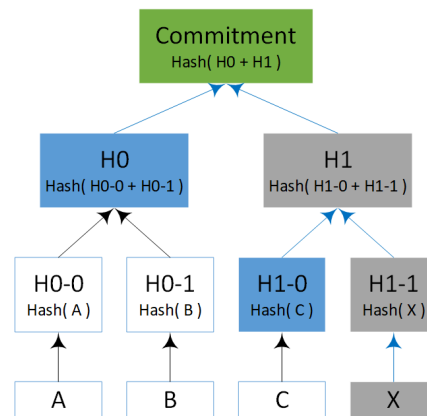 Commitment
Hash( H0 + H1 )
H0
Hash( H0-0 + H0-1 )
H1
Hash( H1-0 + H1-1 )
H0-0
Hash( A )
H0-1
Hash( B )
H1-0
Hash( C )
H1-1
Hash( X )
A
B
C
X